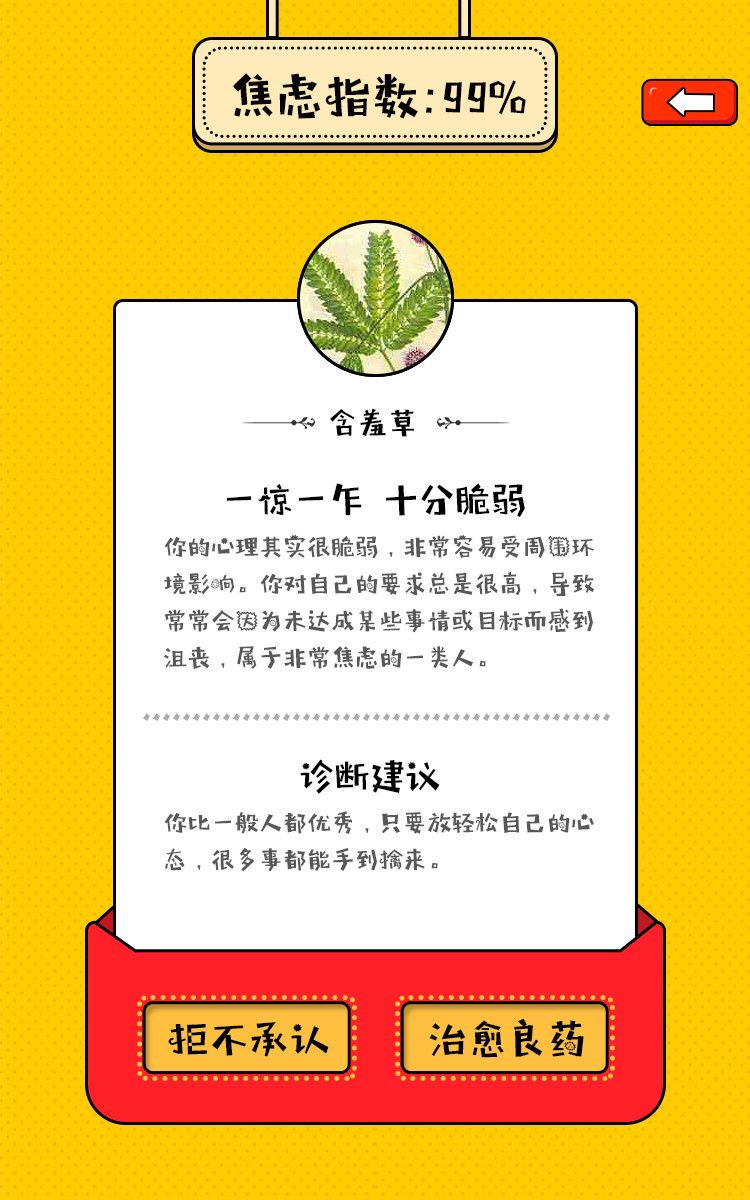 焦虑指数:99%
含羞草
一惊一乍 十分脆弱
你的心理其实很脆弱，非常容易受周围环
境影响。你对自己的要求总是很高，导致
常常会因为未达成某些事情或目标而感到
沮丧，属于非常焦虑的一类人。
诊断建议
你比一般人都优秀，只要放轻松自己的心
态，很多事都能手到擒来。
拒不承认
治愈良药